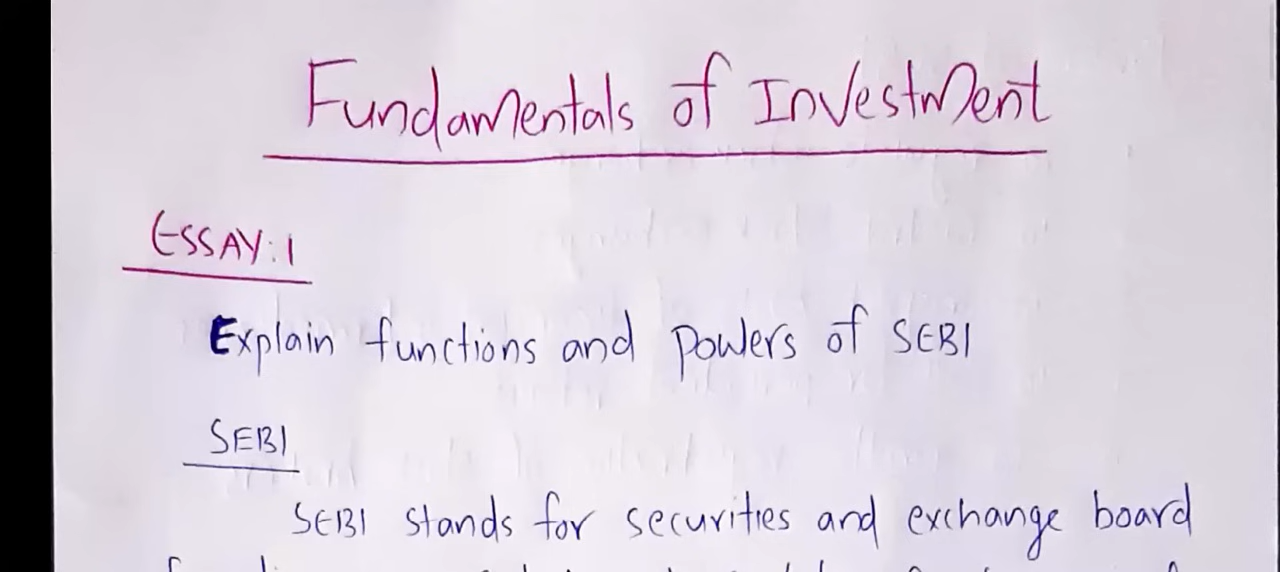 Fundamentals of Investment
ESSAY: 1
Explain functions and powers of SEBI
SEBI
SEBI stands for securities and exchange board